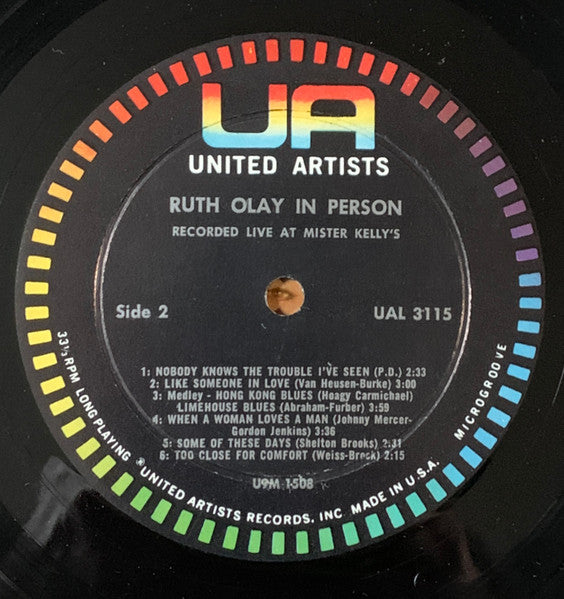 UA
UNITED ARTISTS
RUTH OLAY IN PERSON
RECORDED LIVE AT MISTER KELLY'S
Side 2
UAL 3115
1: NOBODY KNOWS THE TROUBLE I'VE SEEN (P.D.) 2:33
2: LIKE SOMEONE IN LOVE (Van Heusen-Burke) 3:00
3: Medley - HONG KONG BLUES (Hoagy Carmichael)
LIMEHOUSE BLUES (Abraham-Furber) 3:59
4: WHEN A WOMAN LOVES A MAN (Johnny Mercer-
Gordon Jenkins) 3:36
5: SOME OF THESE DAYS (Shelton Brooks) 2:31
6: TOO CLOSE FOR COMFORT (Weiss-Brock) 2:15
U9M 1508
33⅓ RPM LONG PLAYING ® UNITED ARTISTS RECORDS, INC MADE IN U.S.A. MICROGROOVE